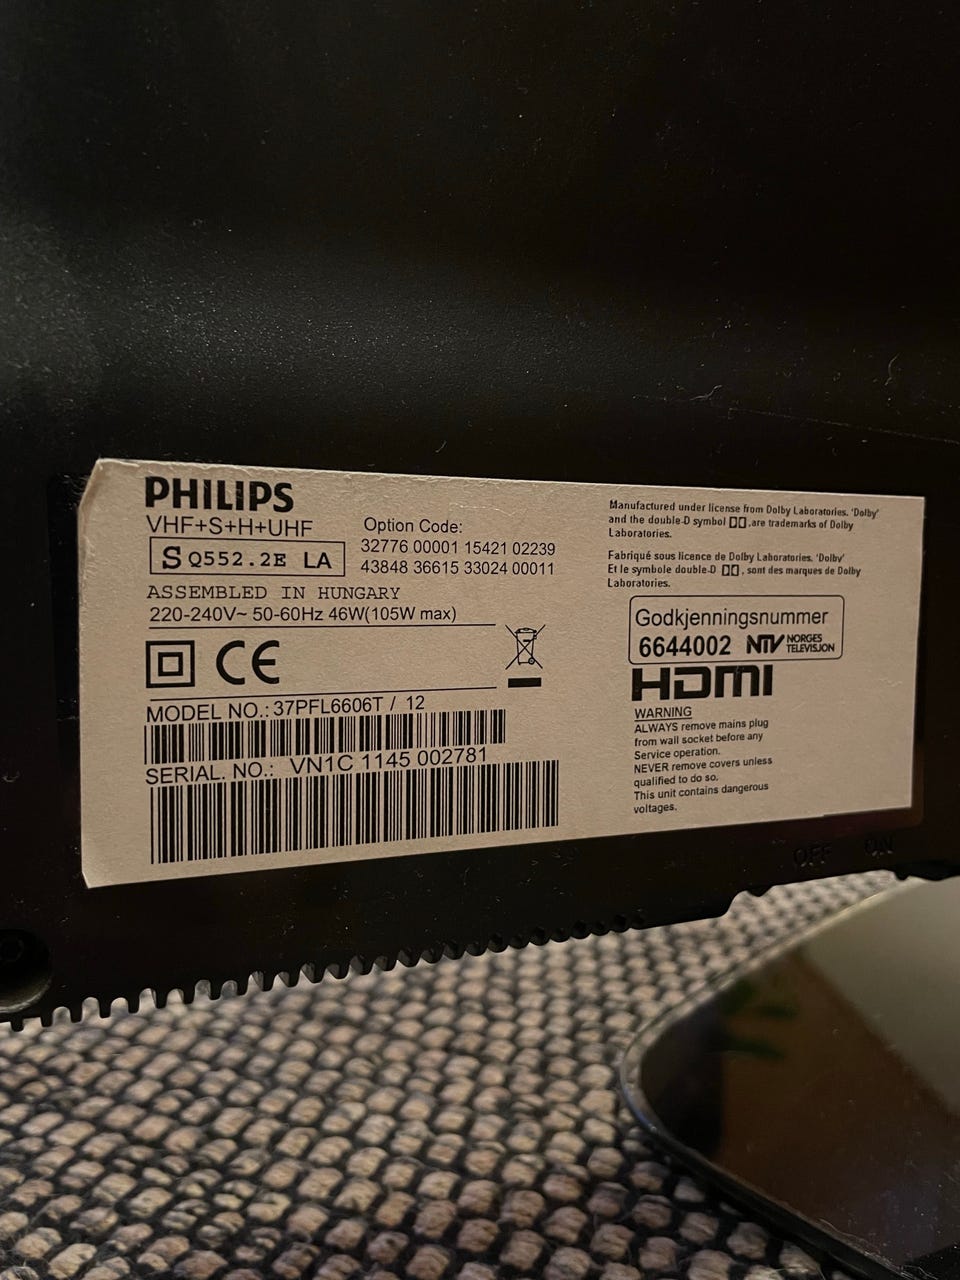 PHILIPS
VHF+S+H+UHF
S Q552.2E LA
Option Code:
32776 00001 15421 02239
43848 36615 33024 00011
ASSEMBLED IN HUNGARY
220-240V~ 50-60Hz 46W(105W max)
CE
MODEL NO.: 37PFL6606T / 12
SERIAL. NO.: VN1C 1145 002781
Manufactured under license from Dolby Laboratories. 'Dolby'
and the double-D symbol ,are trademarks of Dolby
Laboratories.
Fabriqué sous licence de Dolby Laboratories. 'Dolby'
Et le symbole double-D , sont des marques de Dolby
Laboratories.
Godkjenningsnummer
6644002 NTV NORGES
TELEVISJON
HDMI
WARNING
ALWAYS remove mains plug
from wall socket before any
Service operation.
NEVER remove covers unless
qualified to do so.
This unit contains dangerous
voltages.
OFF ON